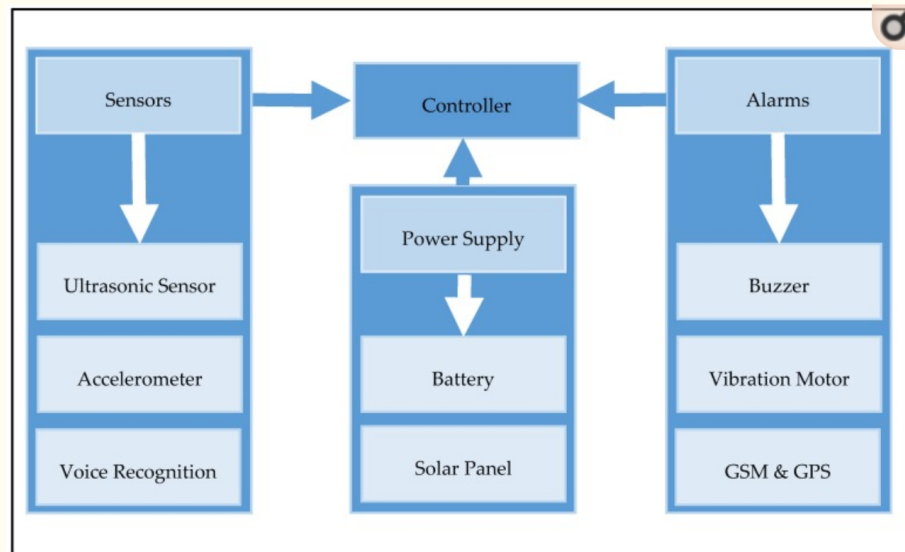 Sensors
Ultrasonic Sensor
Accelerometer
Voice Recognition
Controller
Power Supply
Battery
Solar Panel
Alarms
Buzzer
Vibration Motor
GSM & GPS